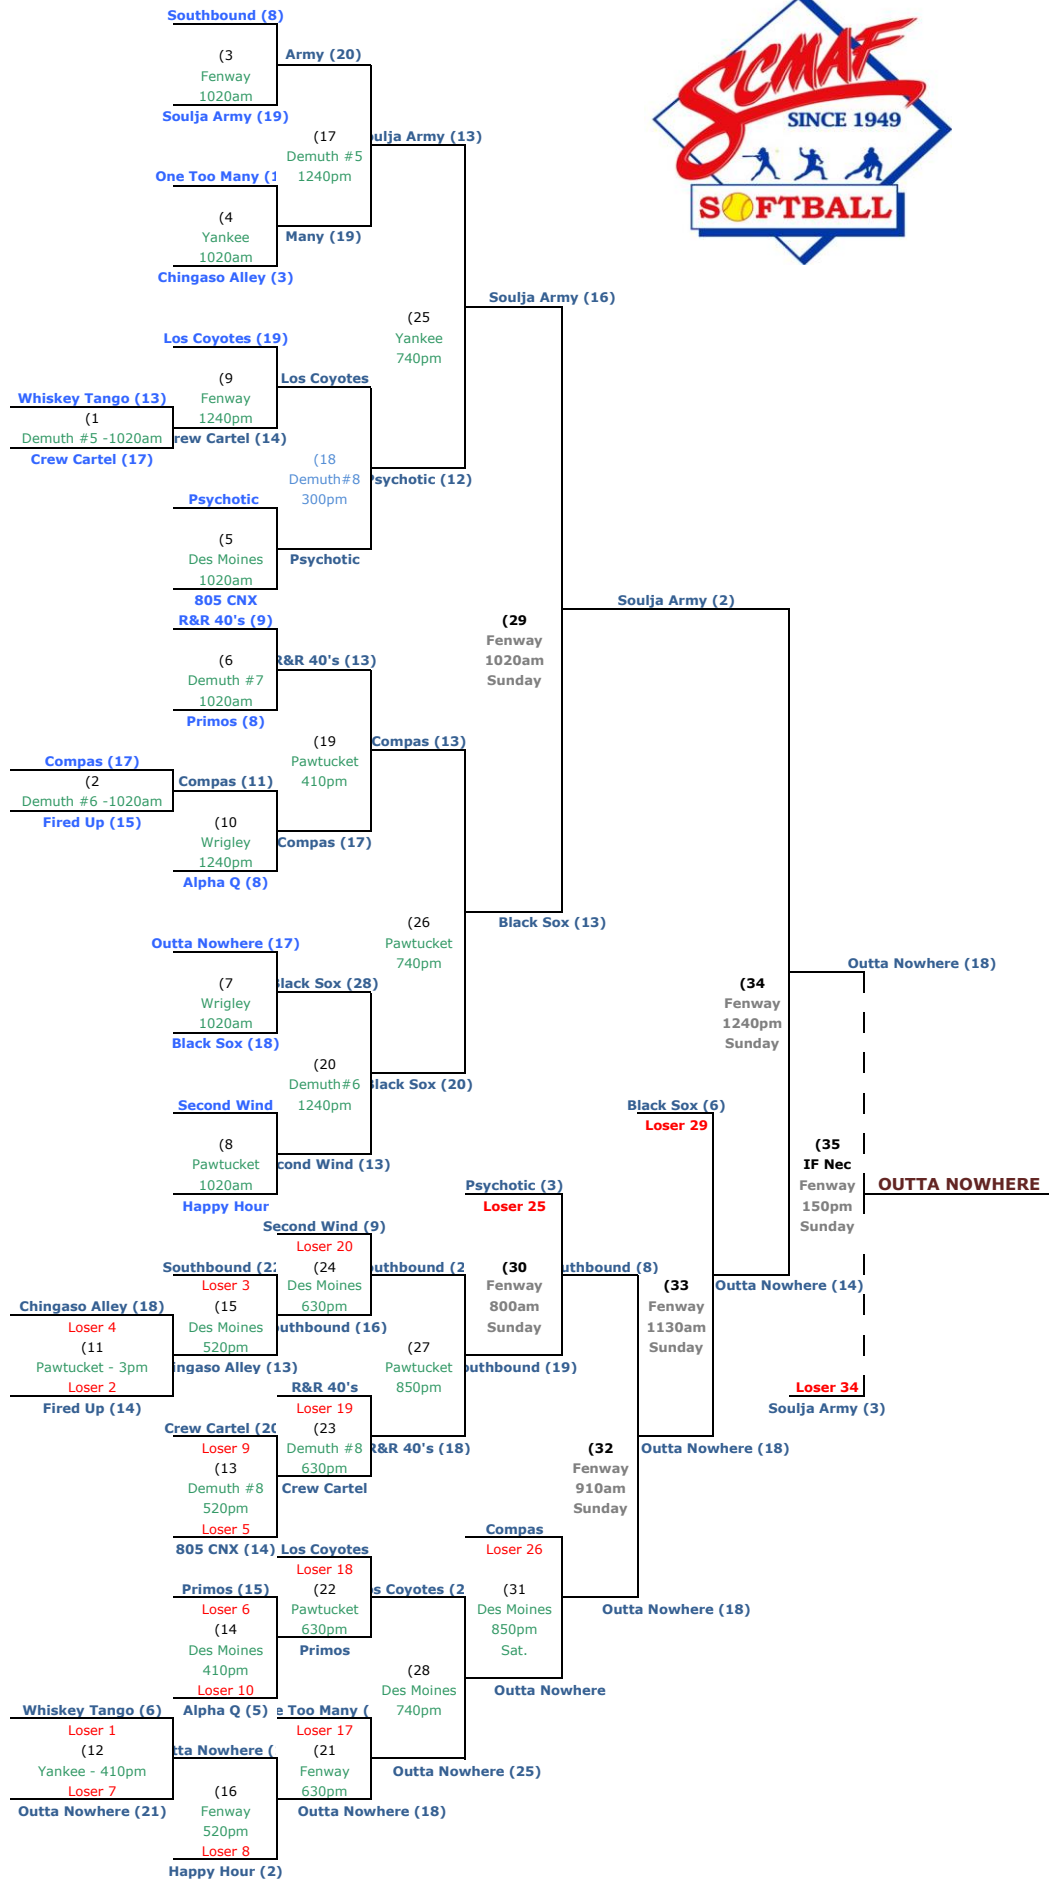 Southbound (8)
SCMAF
SINCE 1949
SOFTBALL
(3
Army (20)
Fenway
1020am
Soulja Army (19)
(17
oulja Army (13)
Demuth #5
1240pm
One Too Many (1
(4
Yankee
1020am
Many (19)
Chingaso Alley (3)
Soulja Army (16)
(25
Yankee
740pm
Los Coyotes (19)
(9
Los Coyotes
Fenway
1240pm
Whiskey Tango (13)
(1
Demuth #5 -1020am
rew Cartel (14)
Crew Cartel (17)
(18
Demuth#8
300pm
Psychotic (12)
Psychotic
(5
Des Moines
1020am
Psychotic
805 CNX
Soulja Army (2)
R&R 40's (9)
(29
Fenway
1020am
Sunday
(6
R&R 40's (13)
Demuth #7
1020am
Primos (8)
(19
Compas (13)
Pawtucket
410pm
Compas (17)
(2
Compas (11)
Demuth #6 -1020am
Fired Up (15)
(10
Wrigley
1240pm
Compas (17)
Alpha Q (8)
(26
Black Sox (13)
Pawtucket
740pm
Outta Nowhere (17)
Outta Nowhere (18)
(7
lack Sox (28)
Wrigley
1020am
Black Sox (18)
(34
Fenway
1240pm
Sunday
(20
Demuth#6
lack Sox (20)
1240pm
Second Wind
Black Sox (6)
Loser 29
(8
Pawtucket
1020am
cond Wind (13)
Happy Hour
(35
IF Nec
Fenway
150pm
Sunday
OUTTA NOWHERE
Psychotic (3)
Loser 25
Second Wind (9)
Loser 20
(24
Des Moines
630pm
Southbound (22
Loser 3
(15
Des Moines
520pm
outhbound (2
(30
Fenway
800am
Sunday
uthbound (8)
(33
Fenway
1130am
Sunday
Outta Nowhere (14)
Chingaso Alley (18)
Loser 4
(11
Pawtucket - 3pm
Loser 2
Fired Up (14)
outhbound (16)
ingaso Alley (13)
(27
Pawtucket
850pm
outhbound (19)
R&R 40's
Loser 19
(23
Demuth #8
630pm
Loser 34
Soulja Army (3)
Crew Cartel (20
Loser 9
(13
Demuth #8
520pm
Loser 5
R&R 40's (18)
Crew Cartel
(32
Fenway
910am
Sunday
Outta Nowhere (18)
805 CNX (14)
Los Coyotes
Loser 18
(22
Pawtucket
630pm
Compas
Loser 26
(31
Des Moines
850pm
Sat.
Primos (15)
Loser 6
(14
Des Moines
410pm
Loser 10
s Coyotes (2
Outta Nowhere (18)
Primos
(28
Des Moines
740pm
Outta Nowhere
Whiskey Tango (6)
Alpha Q (5)
e Too Many (
Loser 1
Loser 17
(12
tta Nowhere (
(21
Yankee - 410pm
Fenway
Outta Nowhere (25)
Loser 7
630pm
Outta Nowhere (21)
(16
Outta Nowhere (18)
Fenway
520pm
Loser 8
Happy Hour (2)